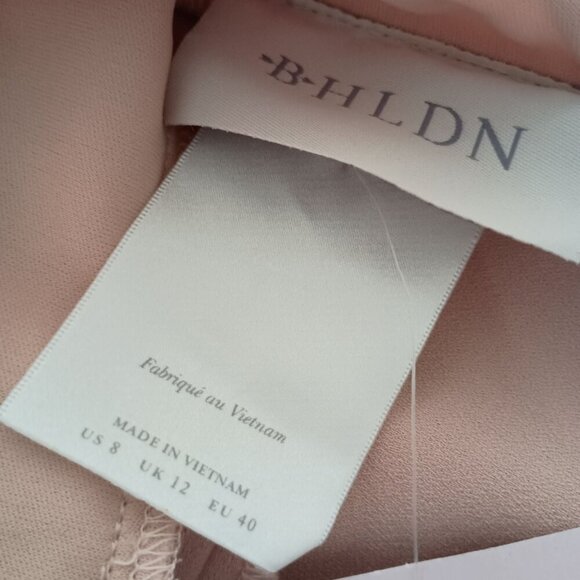 BHLDN
Fabriqué au Vietnam
MADE IN VIETNAM
US 8 UK 12 EU 40